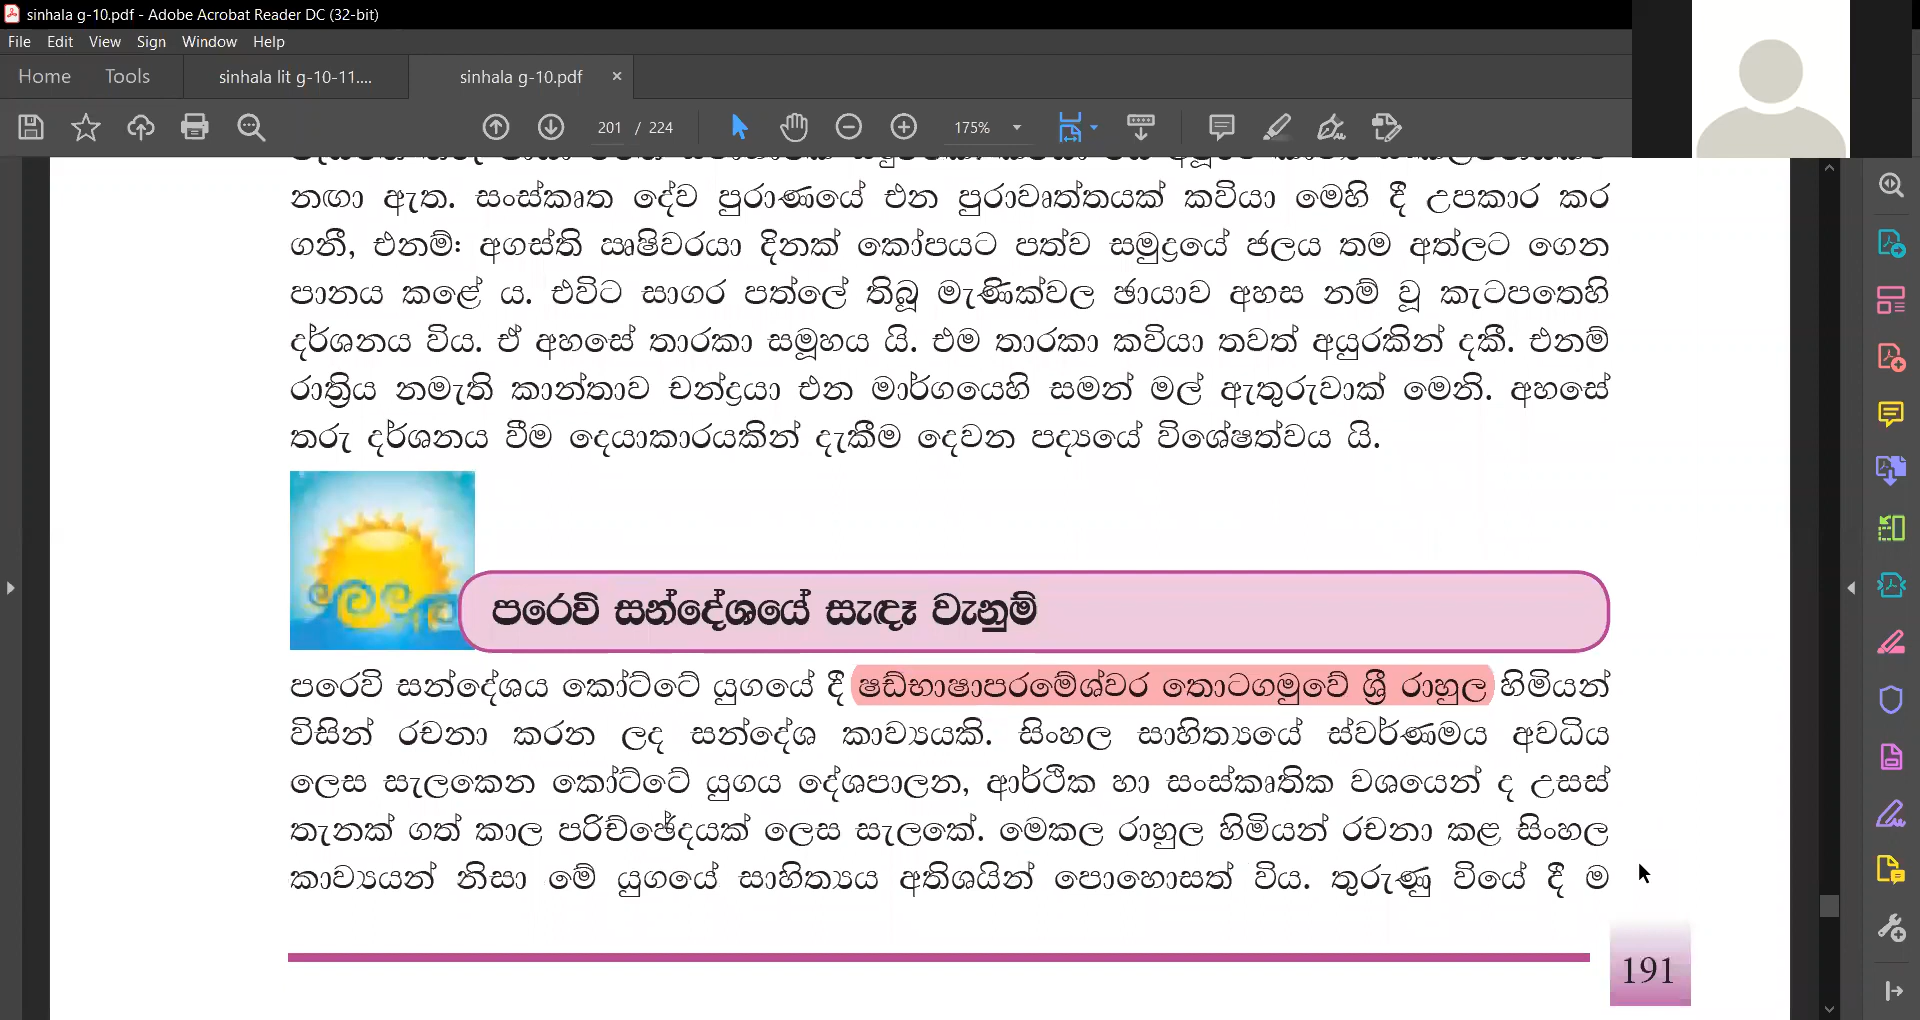 sinhala g-10.pdf - Adobe Acrobat Reader DC (32-bit)
File Edit View Sign Window Help
Home Tools sinhala lit g-10-11.... sinhala g-10.pdf ×
201 / 224 175%
නඟා ඇත. සංස්කෘත දේව පුරාණයේ එන පුරාවෘත්තයක් කවියා මෙහි දී උපකාර කර
ගනී, එනම්: අගස්ති ඍෂිවරයා දිනක් කෝපයට පත්ව සමුද්‍රයේ ජලය තම අත්ලට ගෙන
පානය කළේ ය. එවිට සාගර පත්ලේ තිබූ මැණික්වල ඡායාව අහස නම් වූ කැටපතෙහි
දර්ශනය විය. ඒ අහසේ තාරකා සමූහය යි. එම තාරකා කවියා තවත් අයුරකින් දකී. එනම්
රාත්‍රිය නමැති කාන්තාව චන්ද්‍රයා එන මාර්ගයෙහි සමන් මල් ඇතුරුවාක් මෙනි. අහසේ
තරු දර්ශනය වීම දෙයාකාරයකින් දැකීම දෙවන පද්‍යයේ විශේෂත්වය යි.
පරෙවි සන්දේශයේ සැඳෑ වැනුම්
පරෙවි සන්දේශය කෝට්ටේ යුගයේ දී ෂඩ්භාෂාපරමේශ්වර තොටගමුවේ ශ්‍රී රාහුල හිමියන්
විසින් රචනා කරන ලද සන්දේශ කාව්‍යයකි. සිංහල සාහිත්‍යයේ ස්වර්ණමය අවධිය
ලෙස සැලකෙන කෝට්ටේ යුගය දේශපාලන, ආර්ථික හා සංස්කෘතික වශයෙන් ද උසස්
තැනක් ගත් කාල පරිච්ඡේදයක් ලෙස සැලකේ. මෙකල රාහුල හිමියන් රචනා කළ සිංහල
කාව්‍යයන් නිසා මේ යුගයේ සාහිත්‍යය අතිශයින් පොහොසත් විය. තුරුණු වියේ දී ම
191